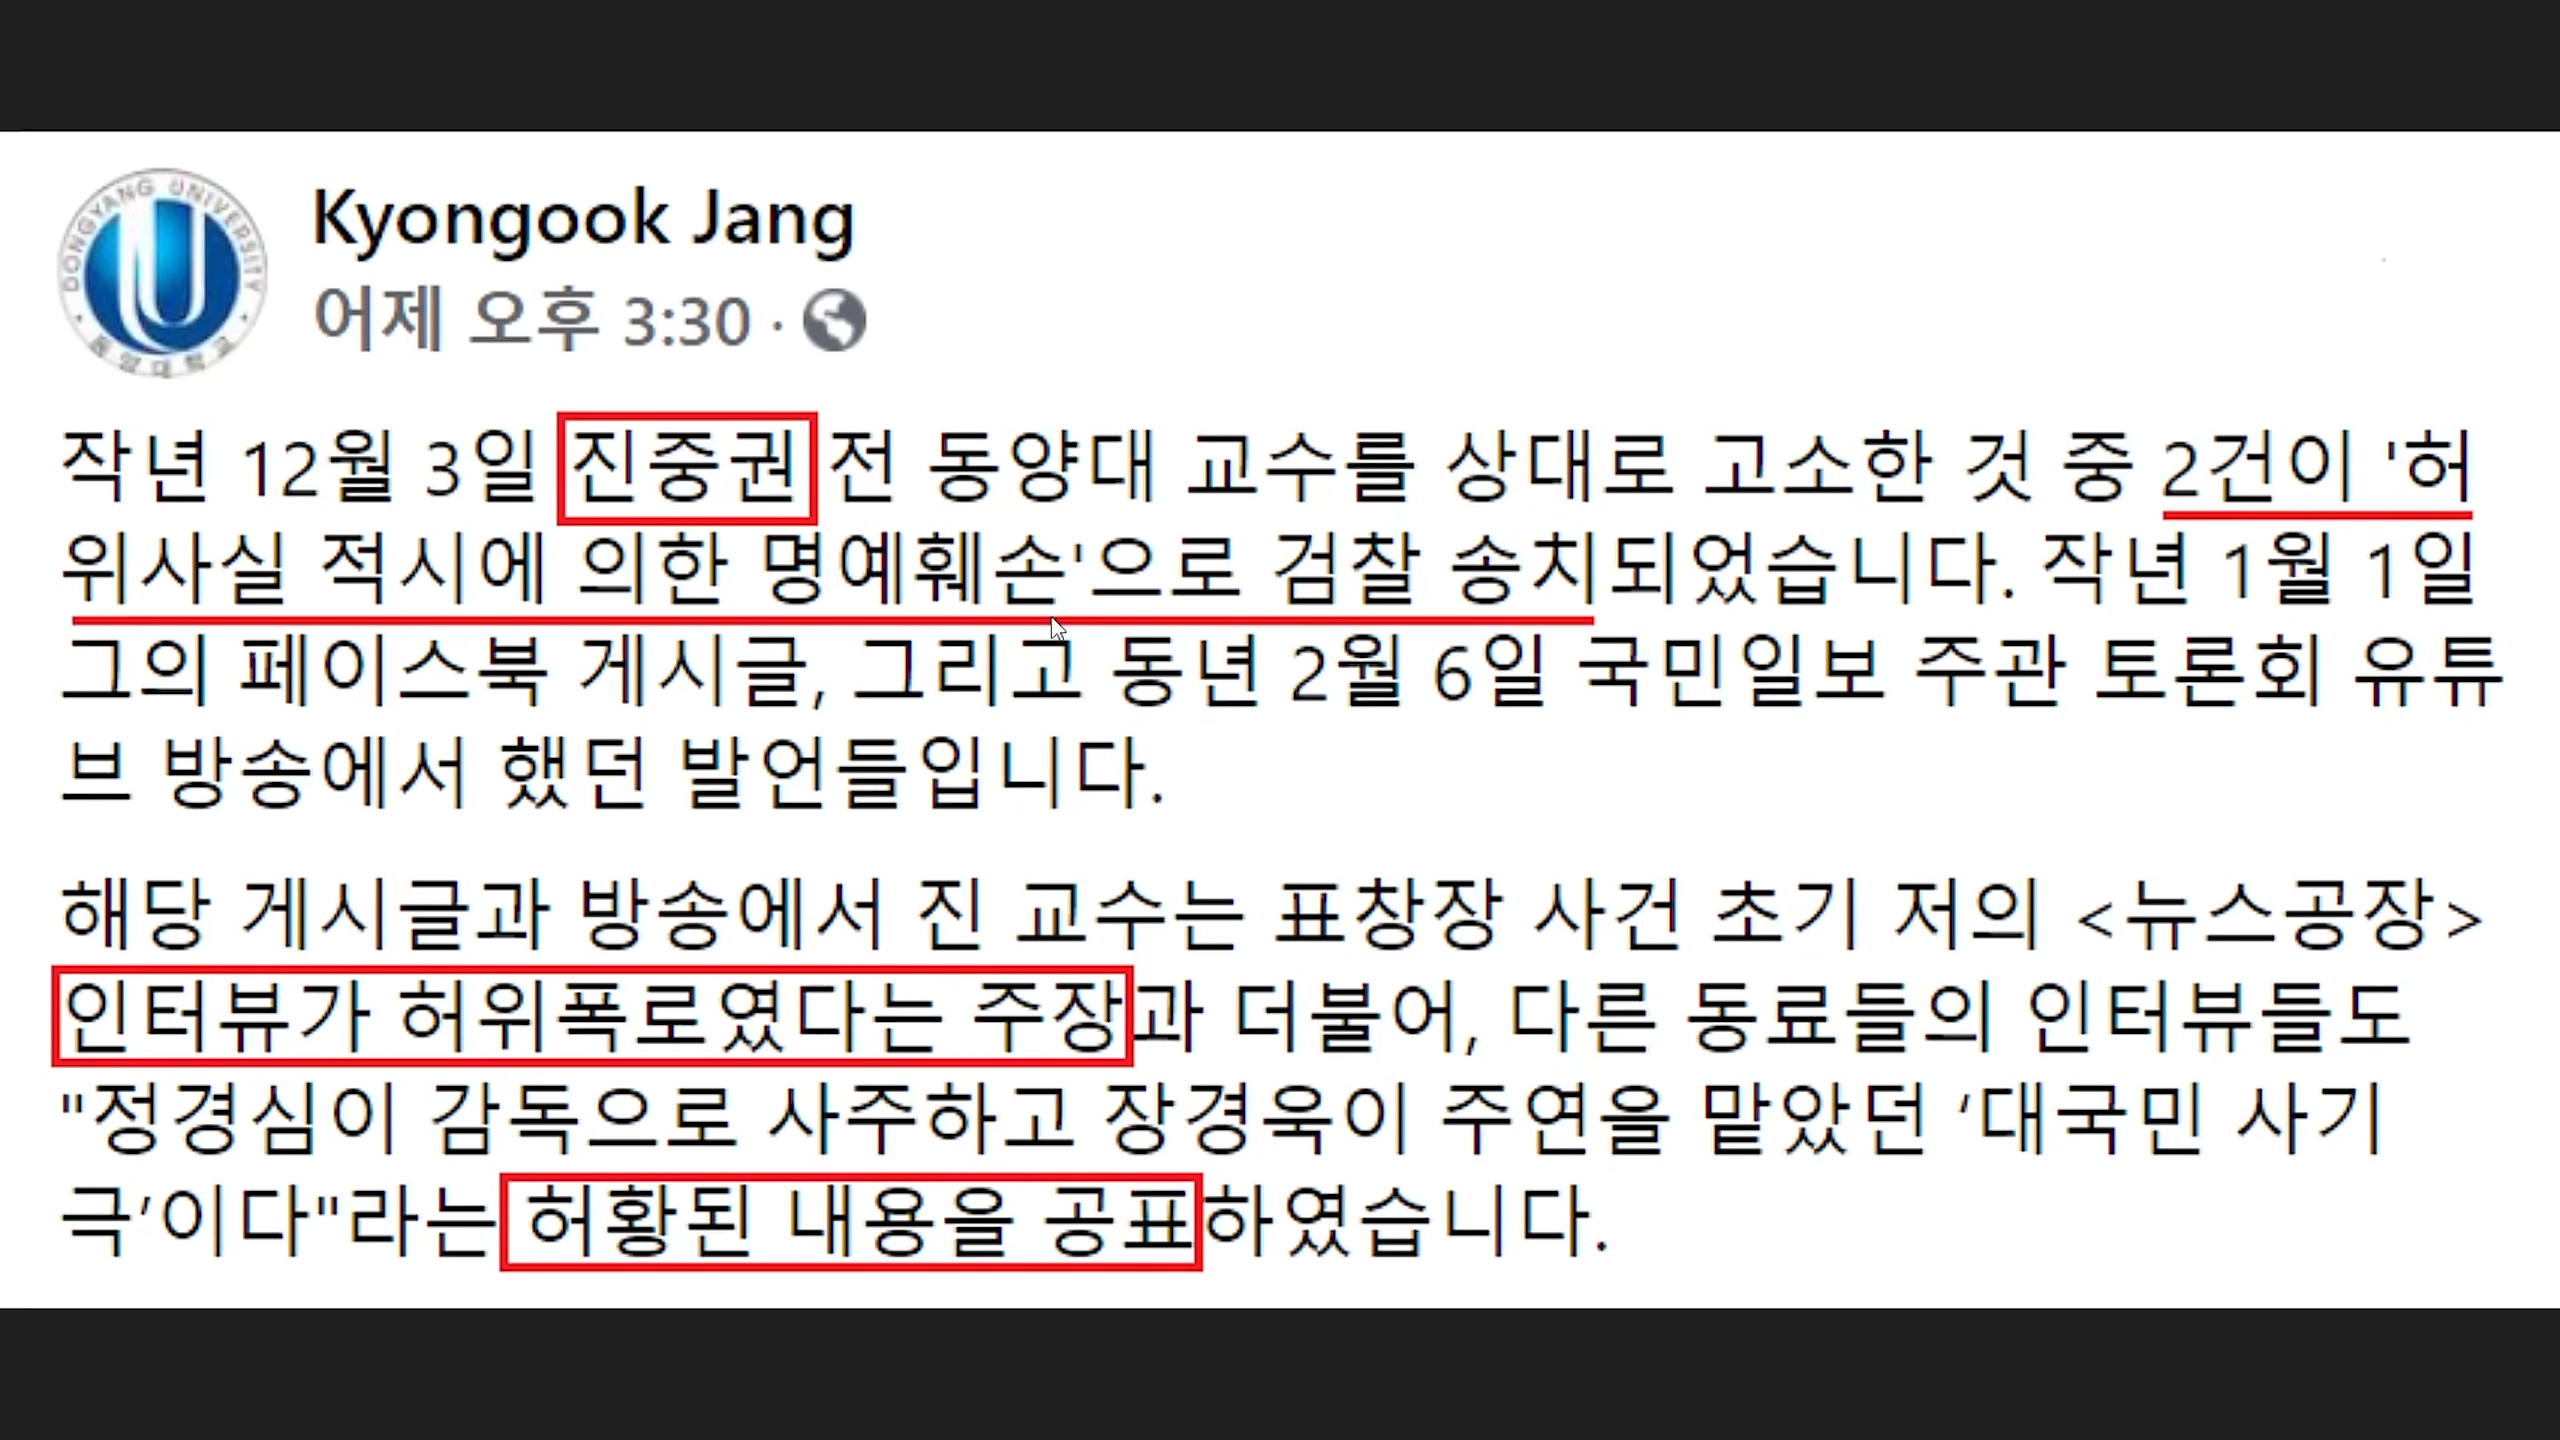 DONGYANG UNIVERSITY
동양대학교
Kyongook Jang
어제 오후 3:30 ·
작년 12월 3일 진중권 전 동양대 교수를 상대로 고소한 것 중 2건이 '허
위사실 적시에 의한 명예훼손'으로 검찰 송치되었습니다. 작년 1월 1일
그의 페이스북 게시글, 그리고 동년 2월 6일 국민일보 주관 토론회 유튜
브 방송에서 했던 발언들입니다.
해당 게시글과 방송에서 진 교수는 표창장 사건 초기 저의 <뉴스공장>
인터뷰가 허위폭로였다는 주장과 더불어, 다른 동료들의 인터뷰들도
"정경심이 감독으로 사주하고 장경욱이 주연을 맡았던 ‘대국민 사기
극’이다"라는 허황된 내용을 공표하였습니다.